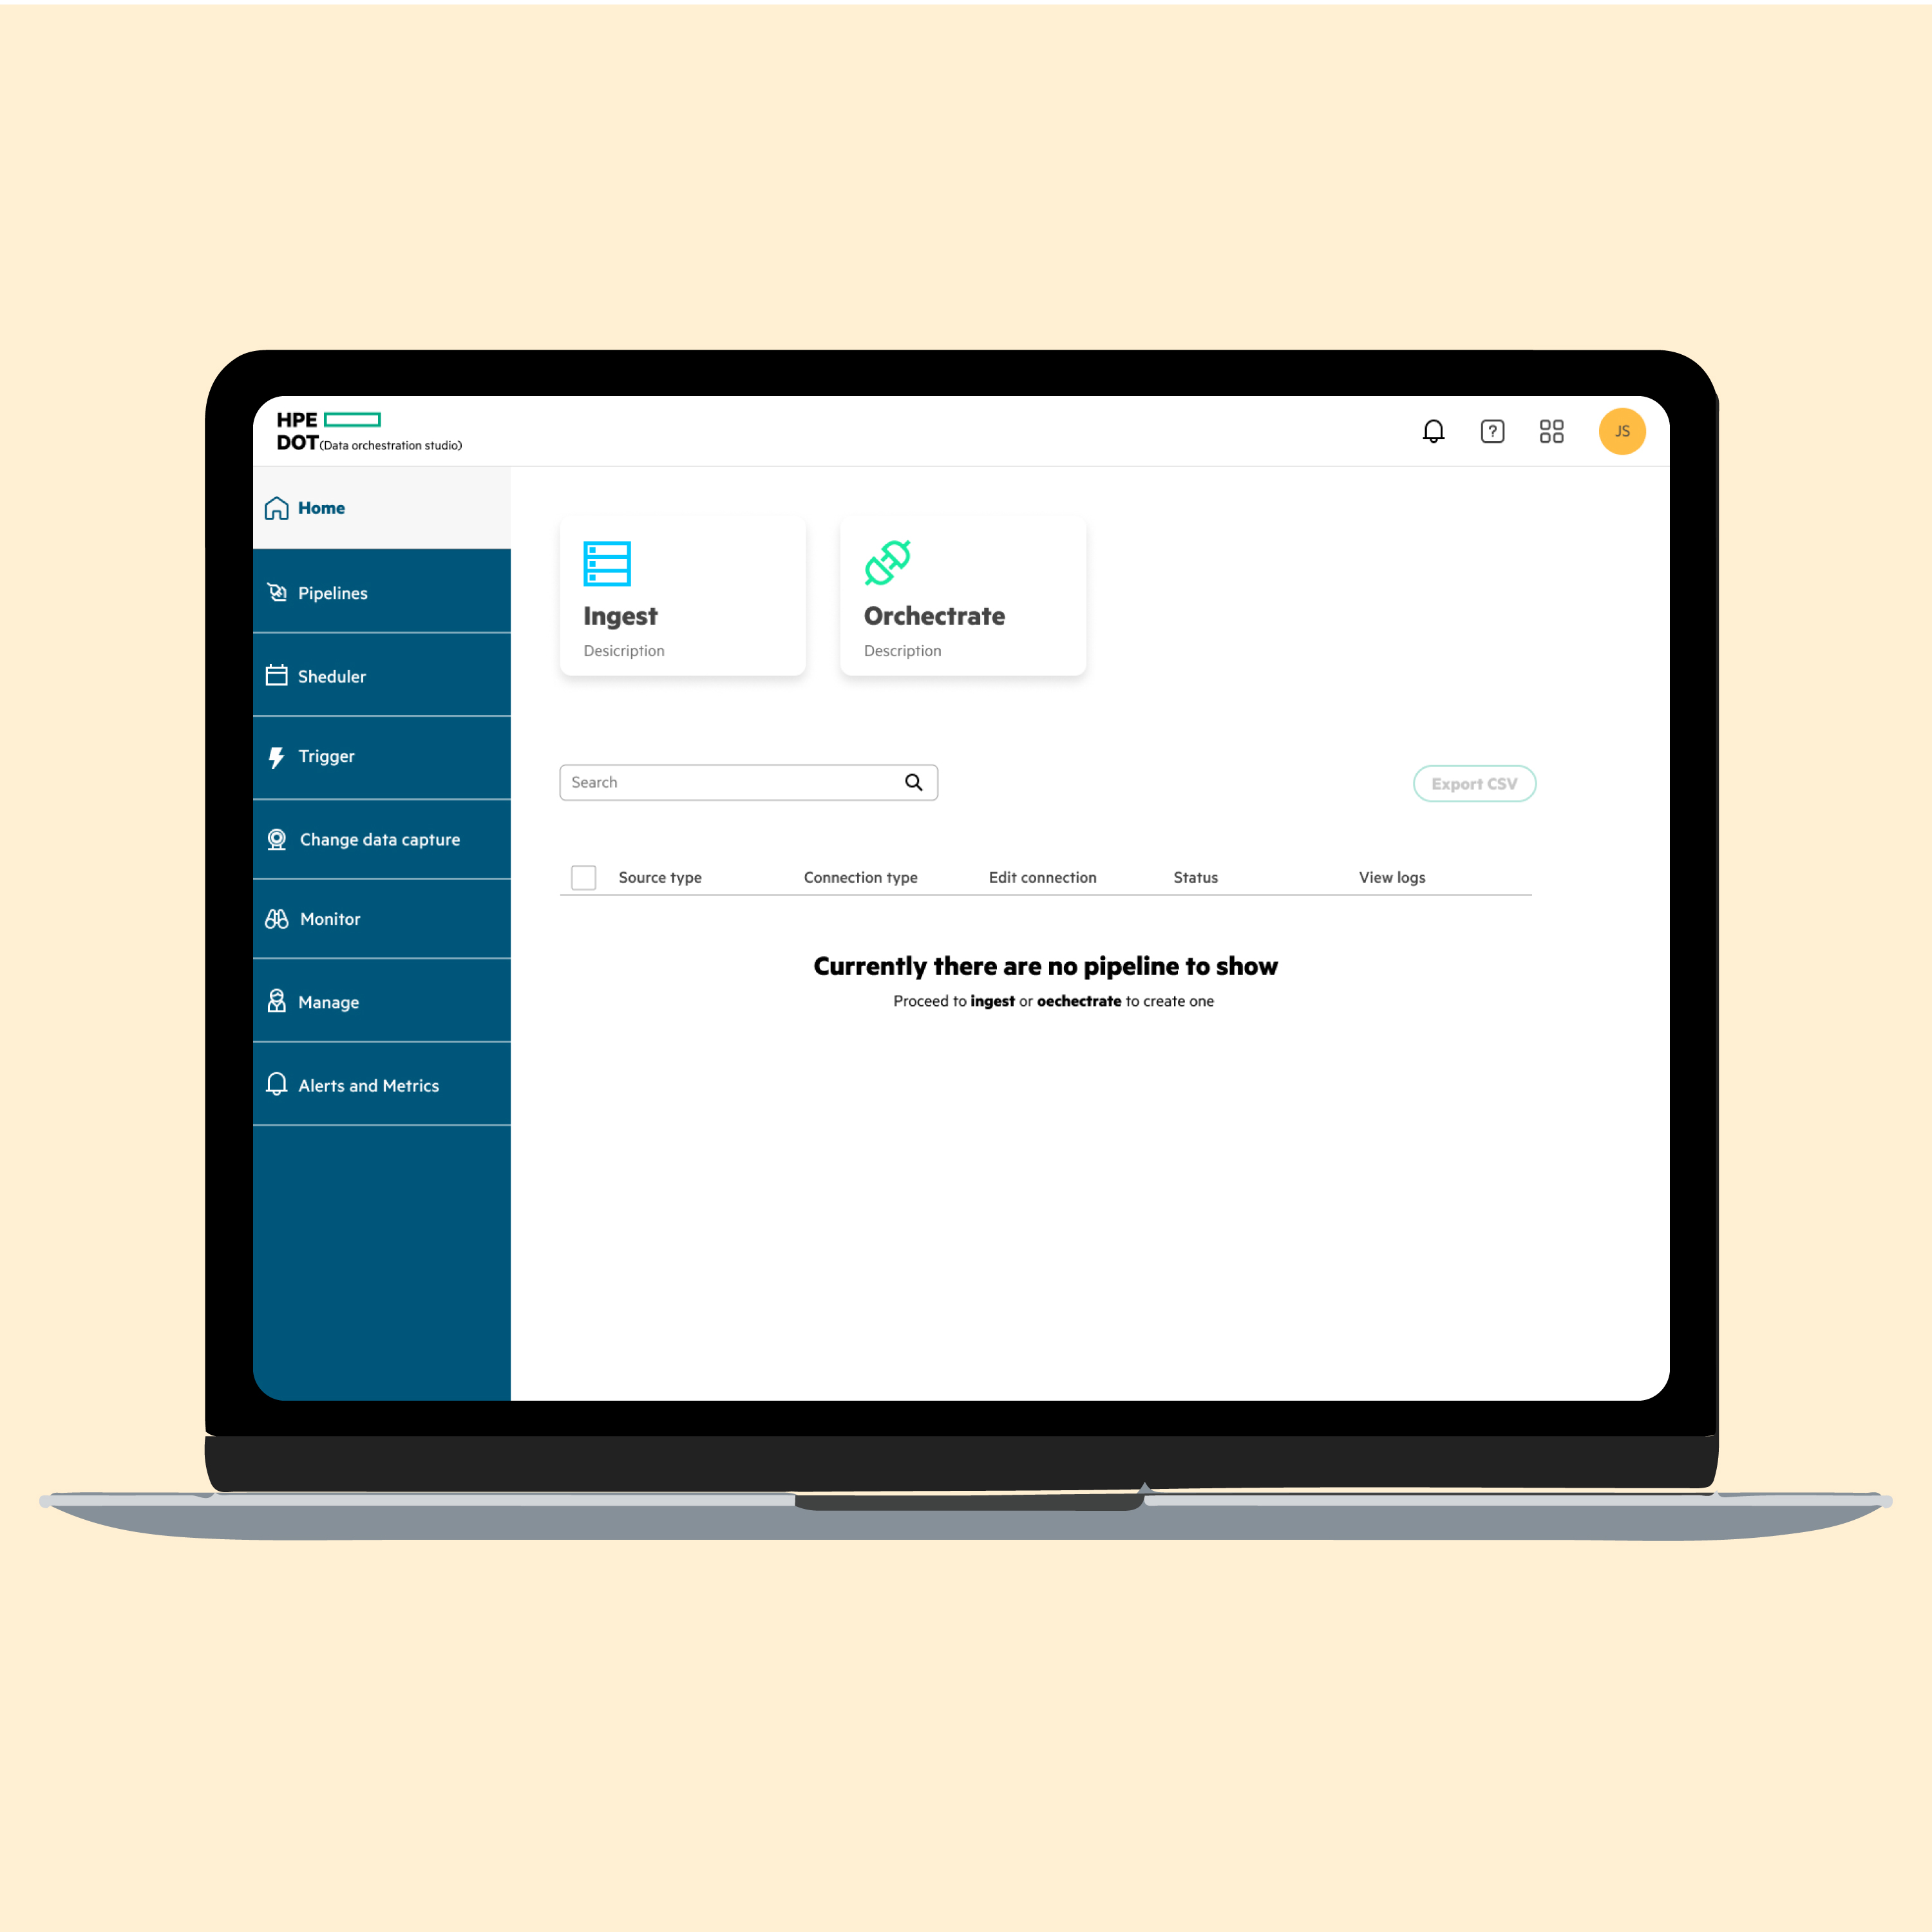 HPE
DOT(Data orchestration studio)
?
JS
Home
Pipelines
Sheduler
Trigger
Change data capture
Monitor
Manage
Alerts and Metrics
Ingest
Desicription
Orchectrate
Description
Search
Export CSV
Source type Connection type Edit connection Status View logs
Currently there are no pipeline to show
Proceed to ingest or oechectrate to create one